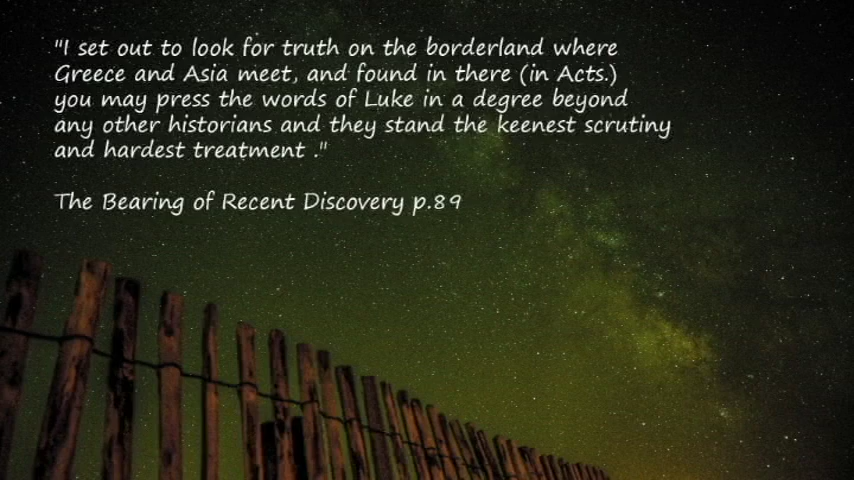 "I set out to look for truth on the borderland where
Greece and Asia meet, and found in there (in Acts.)
you may press the words of Luke in a degree beyond
any other historians and they stand the keenest scrutiny
and hardest treatment ."
The Bearing of Recent Discovery p.89